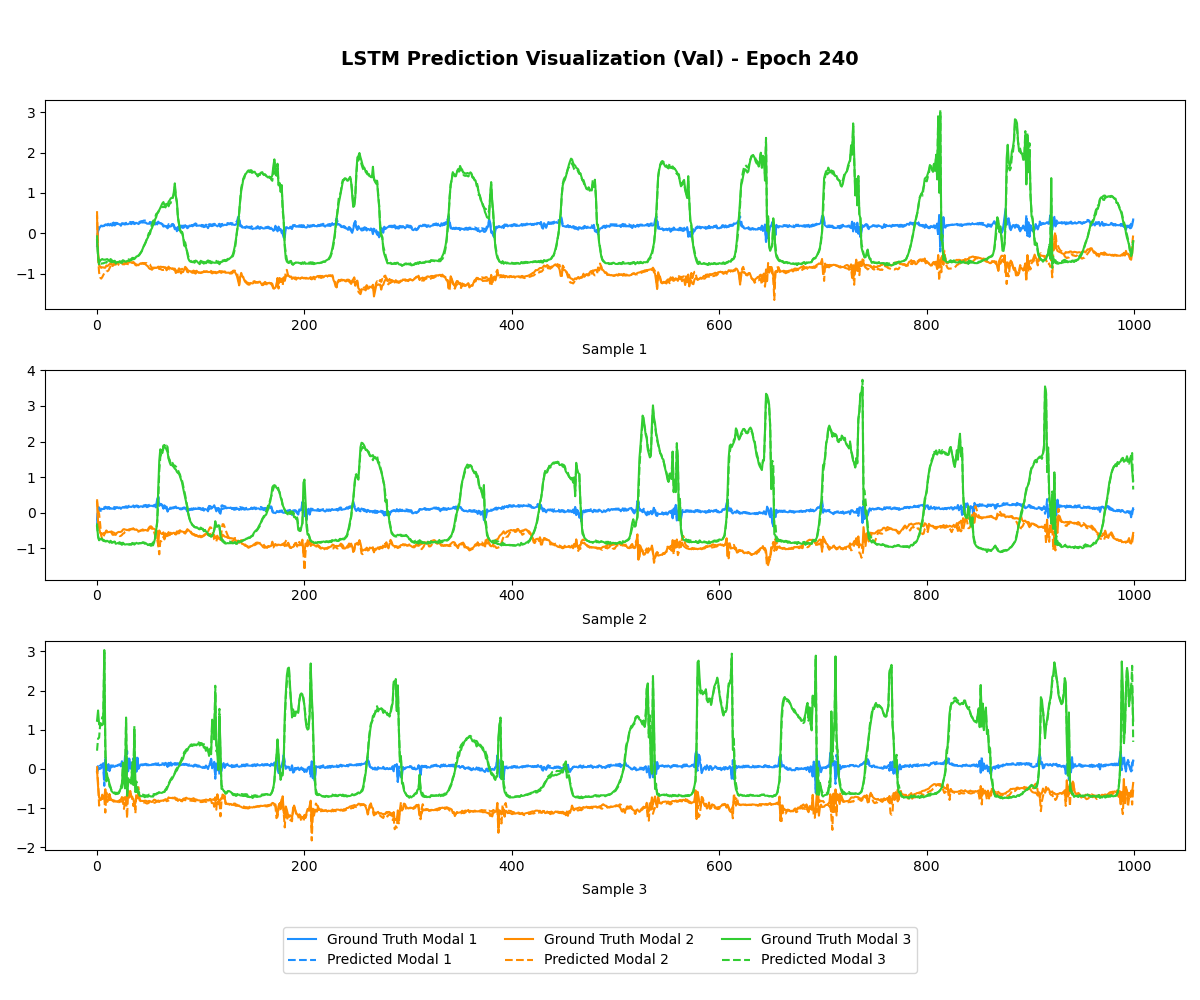 LSTM Prediction Visualization (Val) - Epoch 240
3
2
1
0
−1
0 200 400 600 800 1000
Sample 1
4
3
2
1
0
−1
0 200 400 600 800 1000
Sample 2
3
2
1
0
−1
−2
0 200 400 600 800 1000
Sample 3
Ground Truth Modal 1 Ground Truth Modal 2 Ground Truth Modal 3
Predicted Modal 1 Predicted Modal 2 Predicted Modal 3